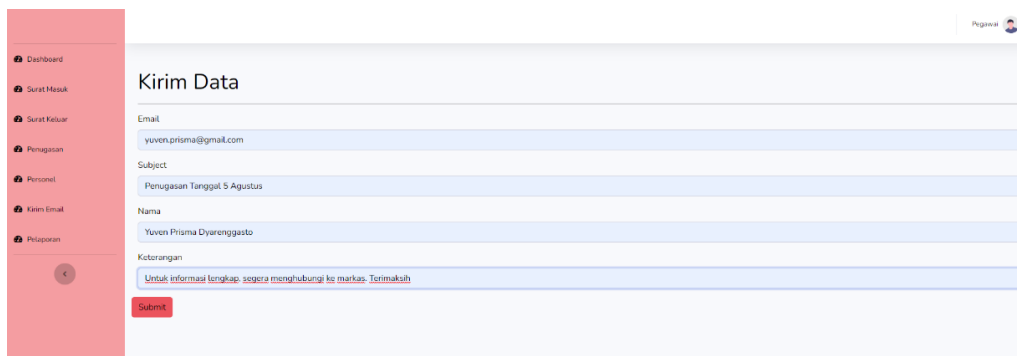 Pegawai
Dashboard
Surat Masuk
Surat Keluar
Penugasan
Personel
Kirim Email
Pelaporan
Kirim Data
Email
yuven.prisma@gmail.com
Subject
Penugasan Tanggal 5 Agustus
Nama
Yuven Prisma Dyarenggasto
Keterangan
Untuk informasi lengkap, segera menghubungi ke markas. Terimaksih
Submit